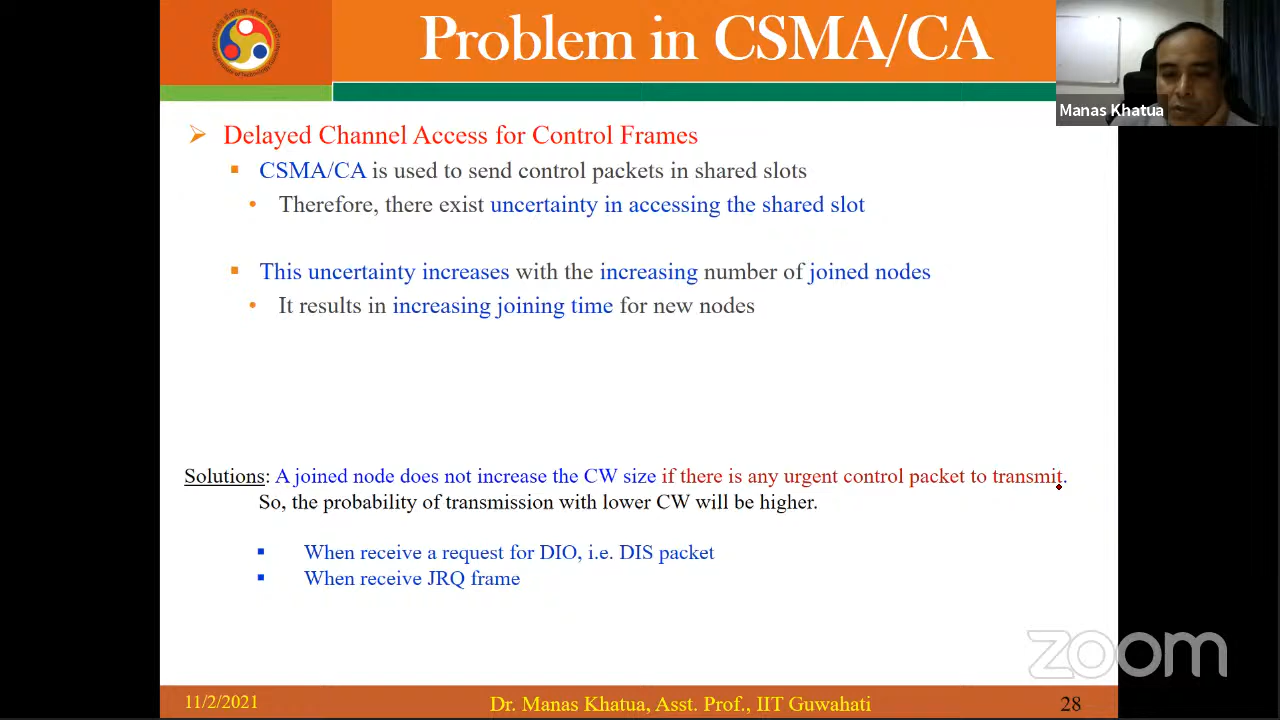 Problem in CSMA/CA
Manas Khatua
Delayed Channel Access for Control Frames
CSMA/CA is used to send control packets in shared slots
Therefore, there exist uncertainty in accessing the shared slot
This uncertainty increases with the increasing number of joined nodes
It results in increasing joining time for new nodes
Solutions: A joined node does not increase the CW size if there is any urgent control packet to transmit.
So, the probability of transmission with lower CW will be higher.
When receive a request for DIO, i.e. DIS packet
When receive JRQ frame
zoom
11/2/2021
Dr. Manas Khatua, Asst. Prof., IIT Guwahati
28